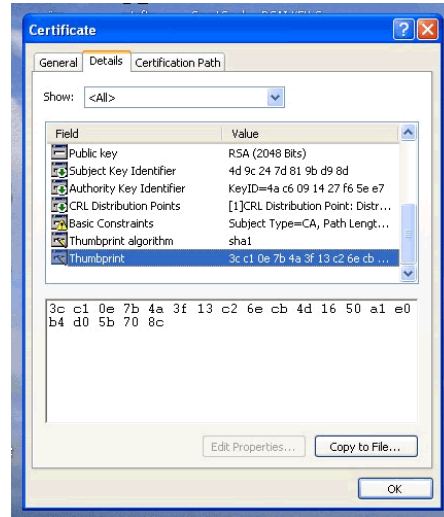 Certificate
General Details Certification Path
Show: <All>
Field Value
Public key RSA (2048 Bits)
Subject Key Identifier 4d 9c 24 7d 81 9b d9 8d
Authority Key Identifier KeyID=4a c6 09 14 27 f6 5e e7
CRL Distribution Points [1]CRL Distribution Point: Distr...
Basic Constraints Subject Type=CA, Path Lengt...
Thumbprint algorithm sha1
Thumbprint 3c c1 0e 7b 4a 3f 13 c2 6e cb ...
3c c1 0e 7b 4a 3f 13 c2 6e cb 4d 16 50 a1 e0
b4 d0 5b 70 8c
Edit Properties... Copy to File...
OK